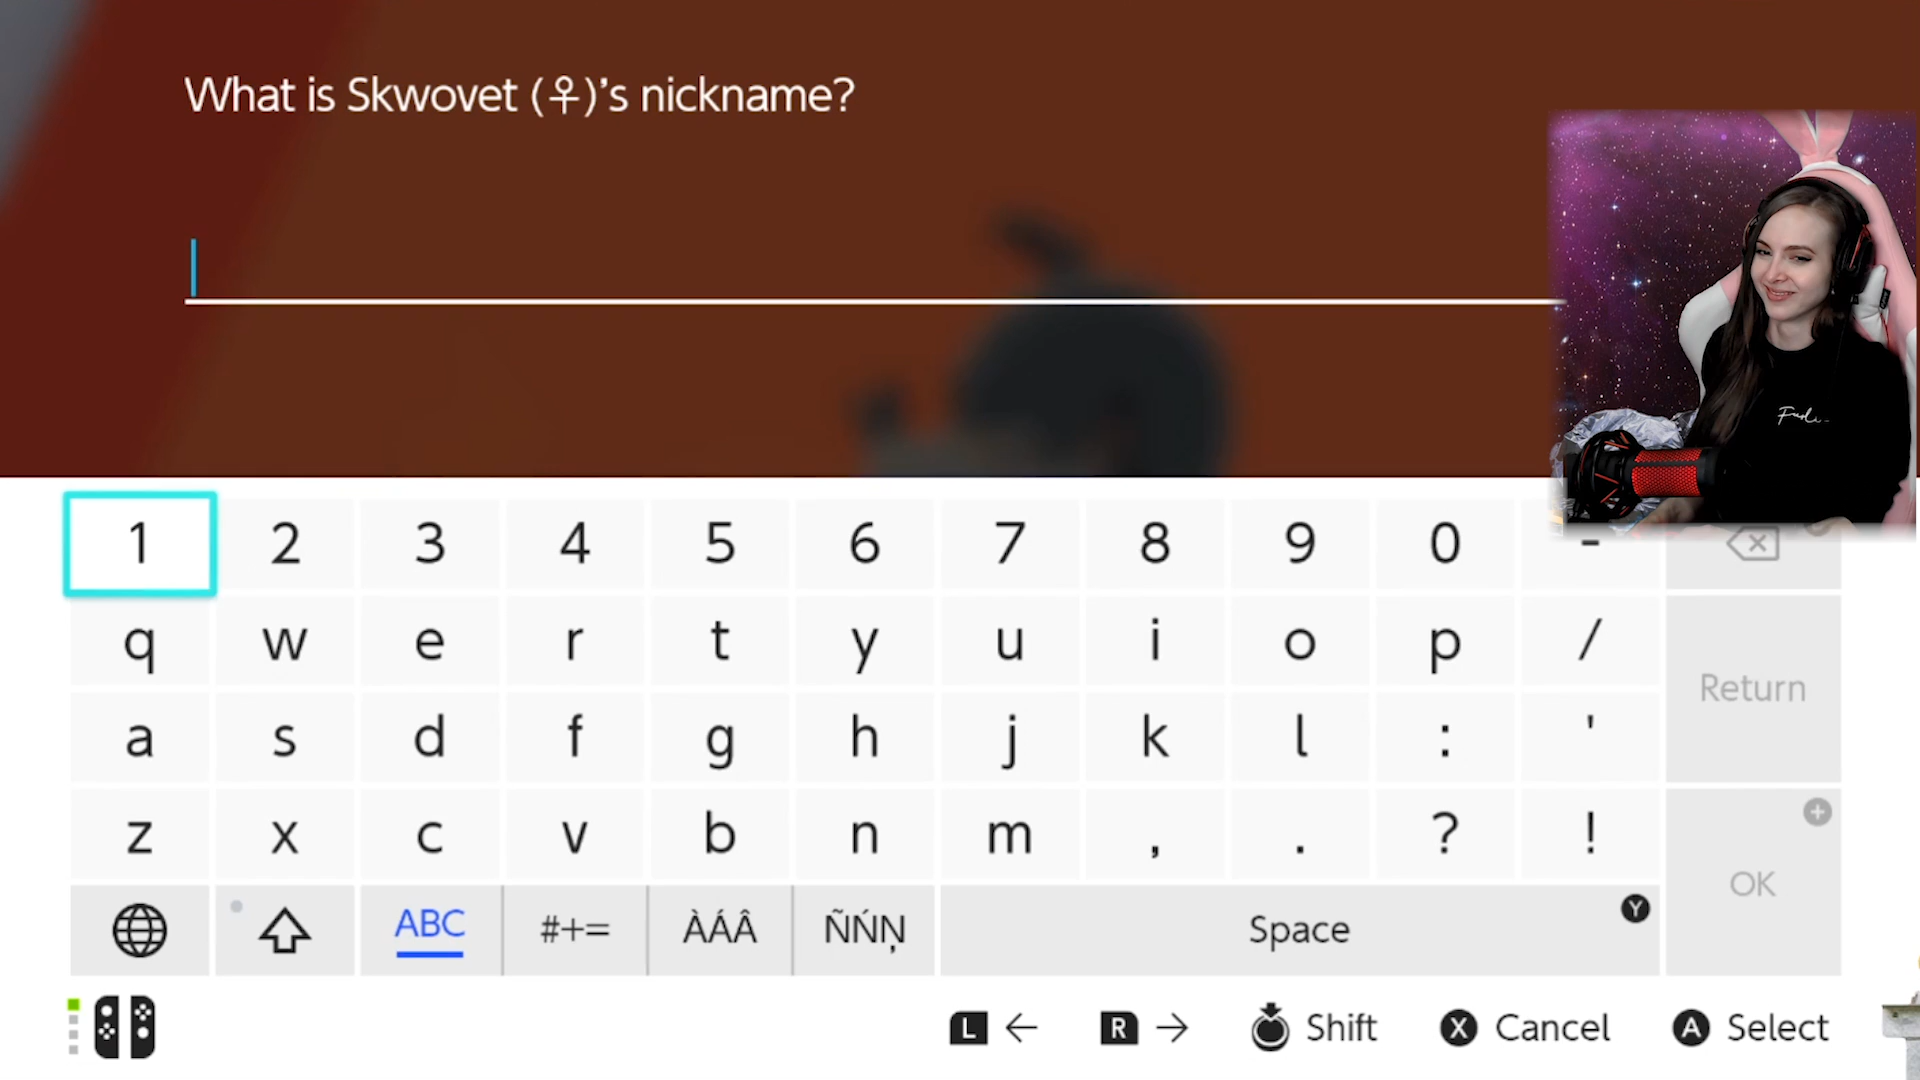 What is Skwovet (♀)'s nickname?
1 2 3 4 5 6 7 8 9 0 -
q w e r t y u i o p / Return
a s d f g h j k l : '
z x c v b n m , . ? !
OK
ABC #+= ÀÁÂ ÑŃŅ Space Y
L ← R → Shift X Cancel A Select